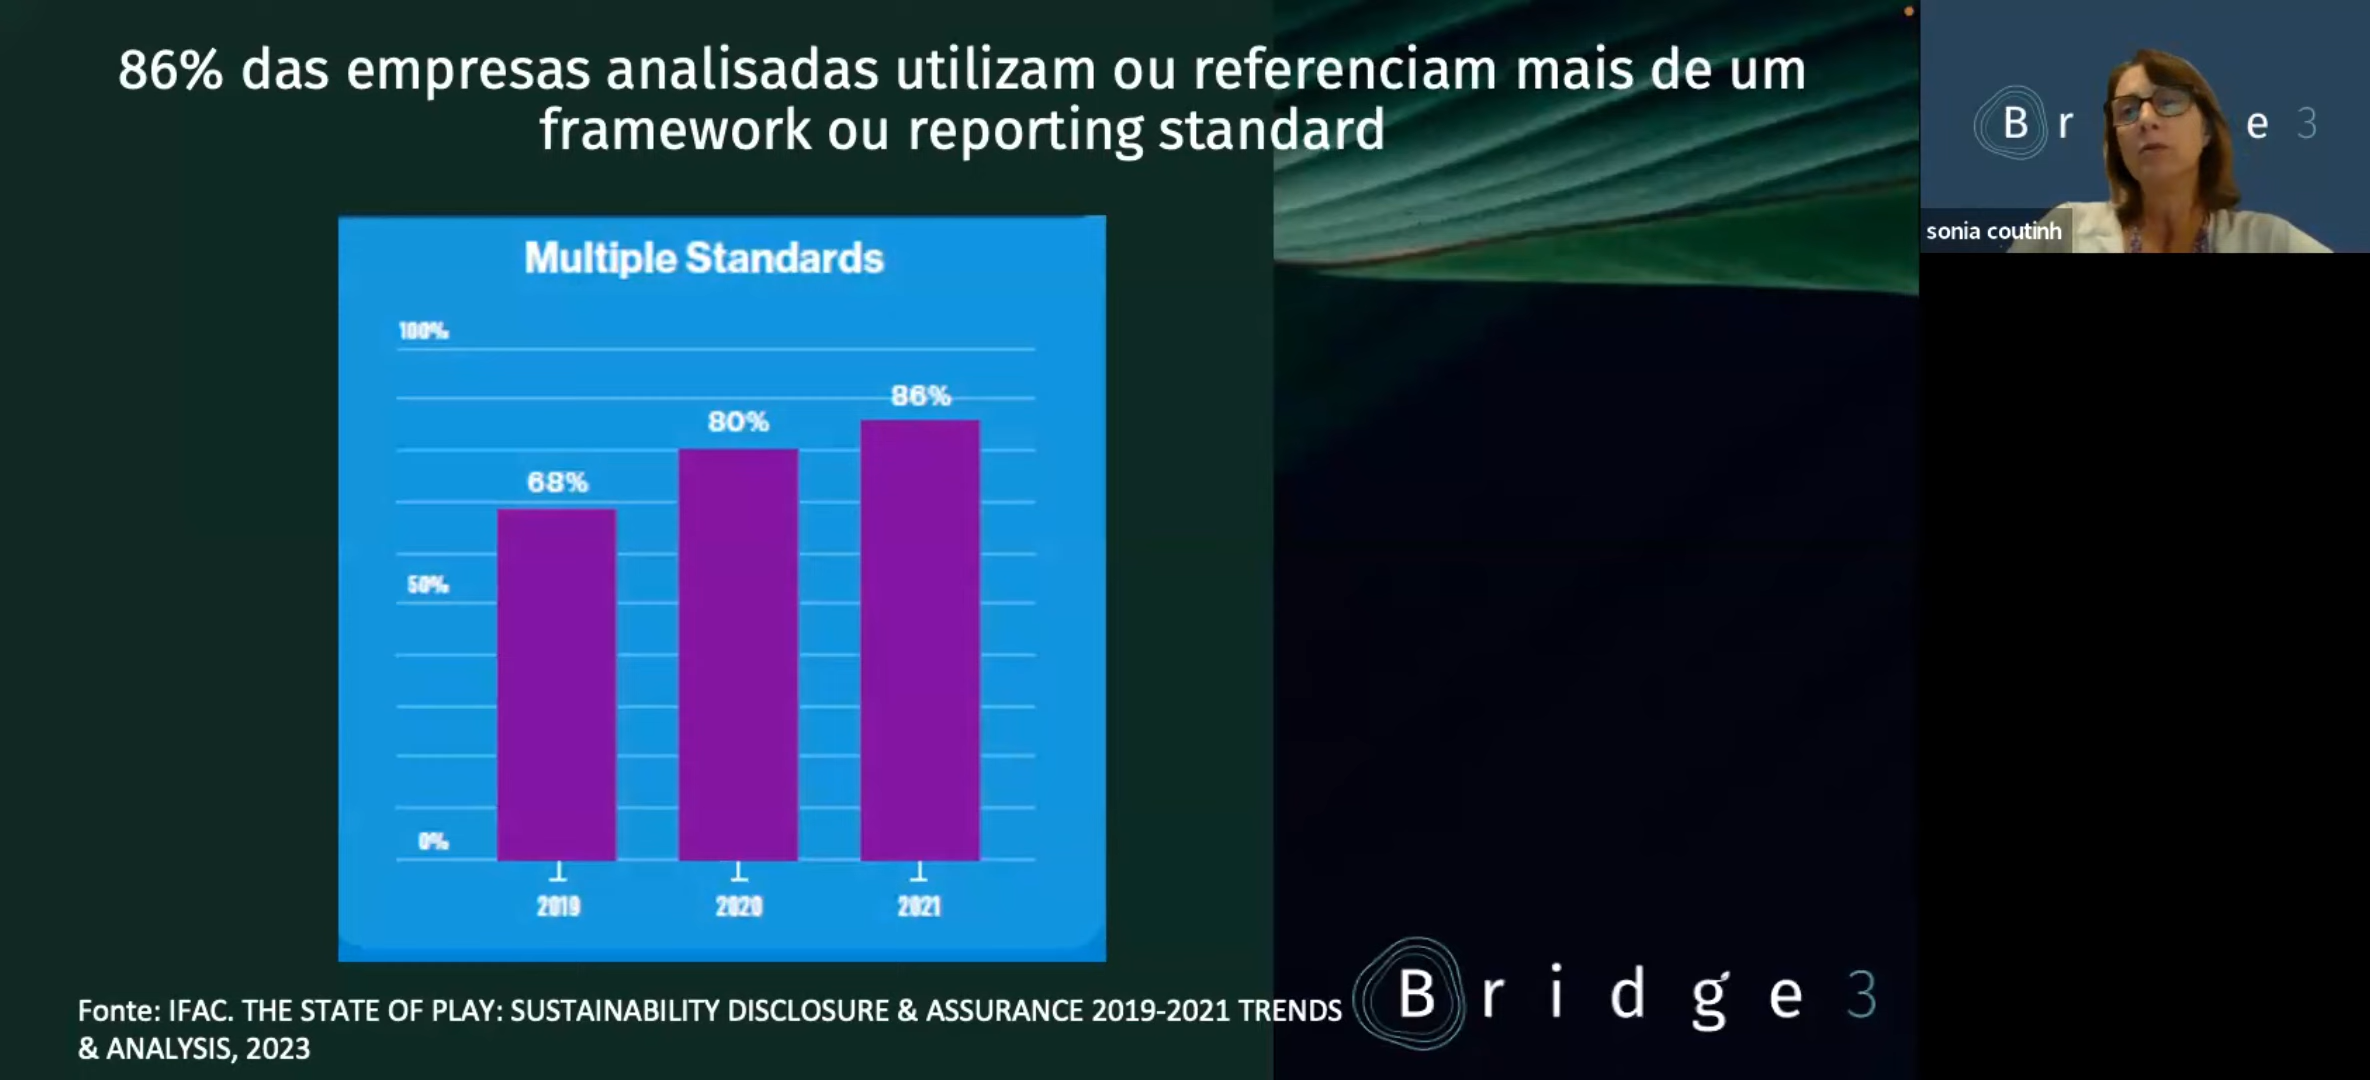 86% das empresas analisadas utilizam ou referenciam mais de um
framework ou reporting standard
Multiple Standards
100%
86%
80%
68%
50%
0%
2019 2020 2021
Fonte: IFAC. THE STATE OF PLAY: SUSTAINABILITY DISCLOSURE & ASSURANCE 2019-2021 TRENDS
& ANALYSIS, 2023
Bridge3
B r e 3
sonia coutinh